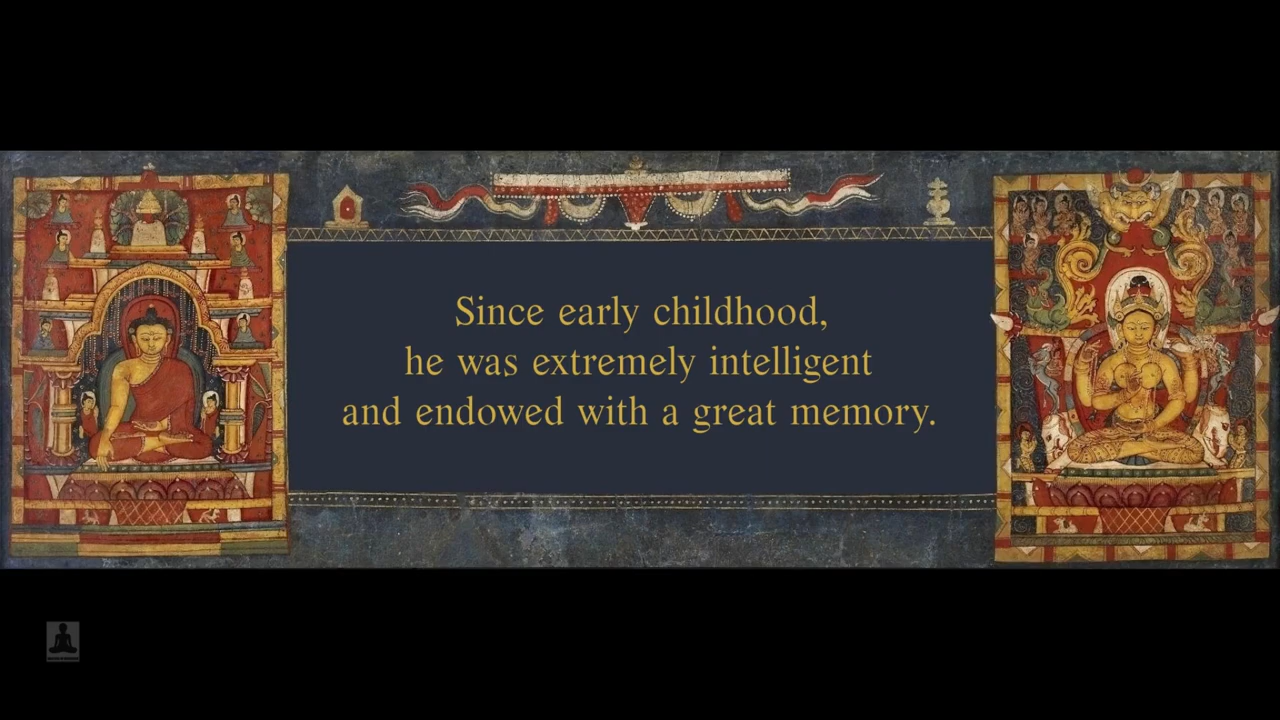 Since early childhood,
he was extremely intelligent
and endowed with a great memory.